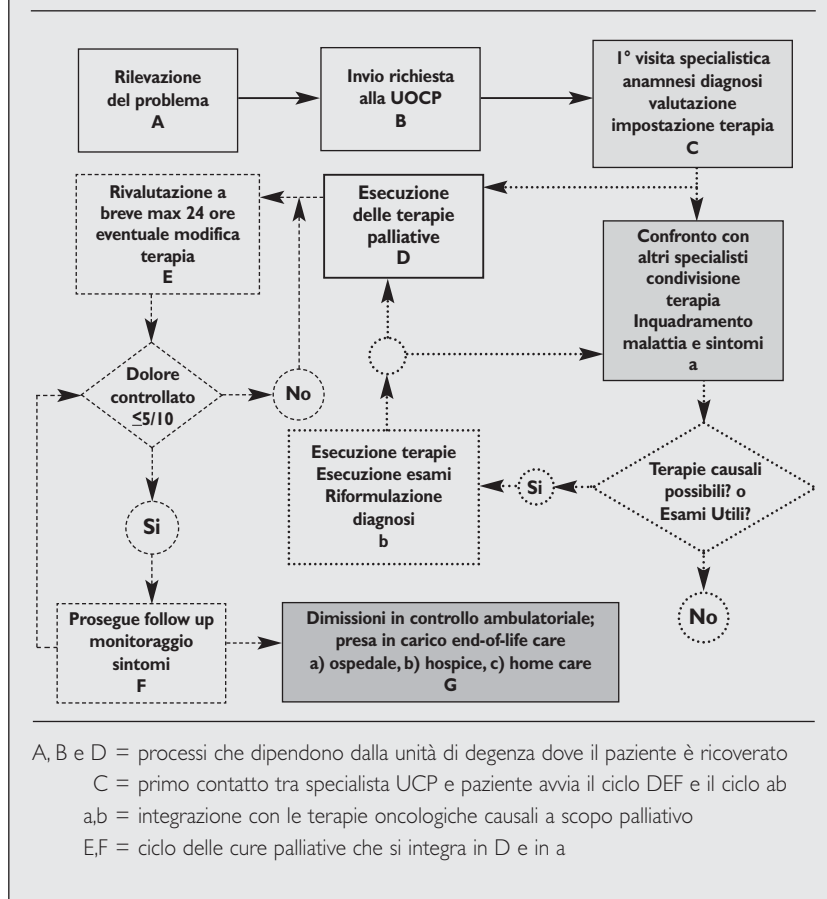 Rilevazione
del problema
A
Invio richiesta
alla UOCP
B
1° visita specialistica
anamnesi diagnosi
valutazione
impostazione terapia
C
Rivalutazione a
breve max 24 ore
eventuale modifica
terapia
E
Esecuzione
delle terapie
palliative
D
Confronto con
altri specialisti
condivisione
terapia
Inquadramento
malattia e sintomi
a
Dolore
controllato
≤5/10
No
Esecuzione terapie
Esecuzione esami
Riformulazione
diagnosi
b
Si
Terapie causali
possibili? o
Esami Utili?
Si
No
Prosegue follow up
monitoraggio
sintomi
F
Dimissioni in controllo ambulatoriale;
presa in carico end-of-life care
a) ospedale, b) hospice, c) home care
G
A, B e D = processi che dipendono dalla unità di degenza dove il paziente è ricoverato
C = primo contatto tra specialista UCP e paziente avvia il ciclo DEF e il ciclo ab
a,b = integrazione con le terapie oncologiche causali a scopo palliativo
E,F = ciclo delle cure palliative che si integra in D e in a